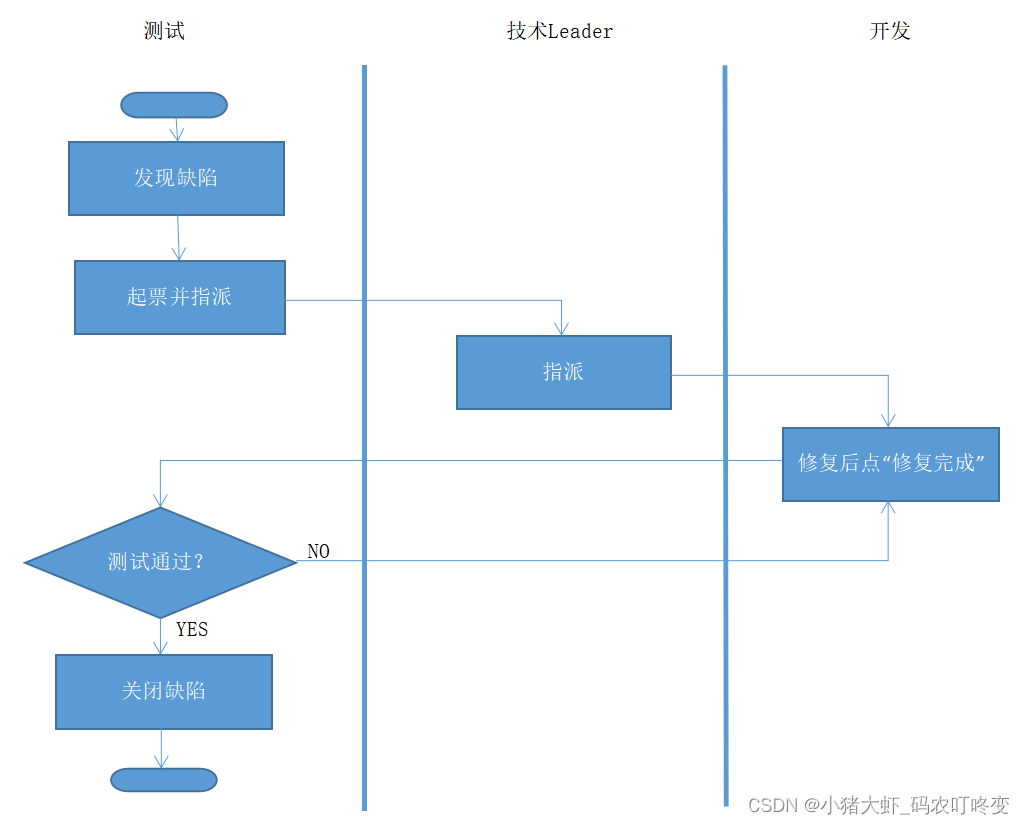 测试
技术Leader
开发
发现缺陷
起票并指派
指派
修复后点“修复完成”
测试通过？
NO
YES
关闭缺陷
CSDN @小猪大虾_码农叮咚变